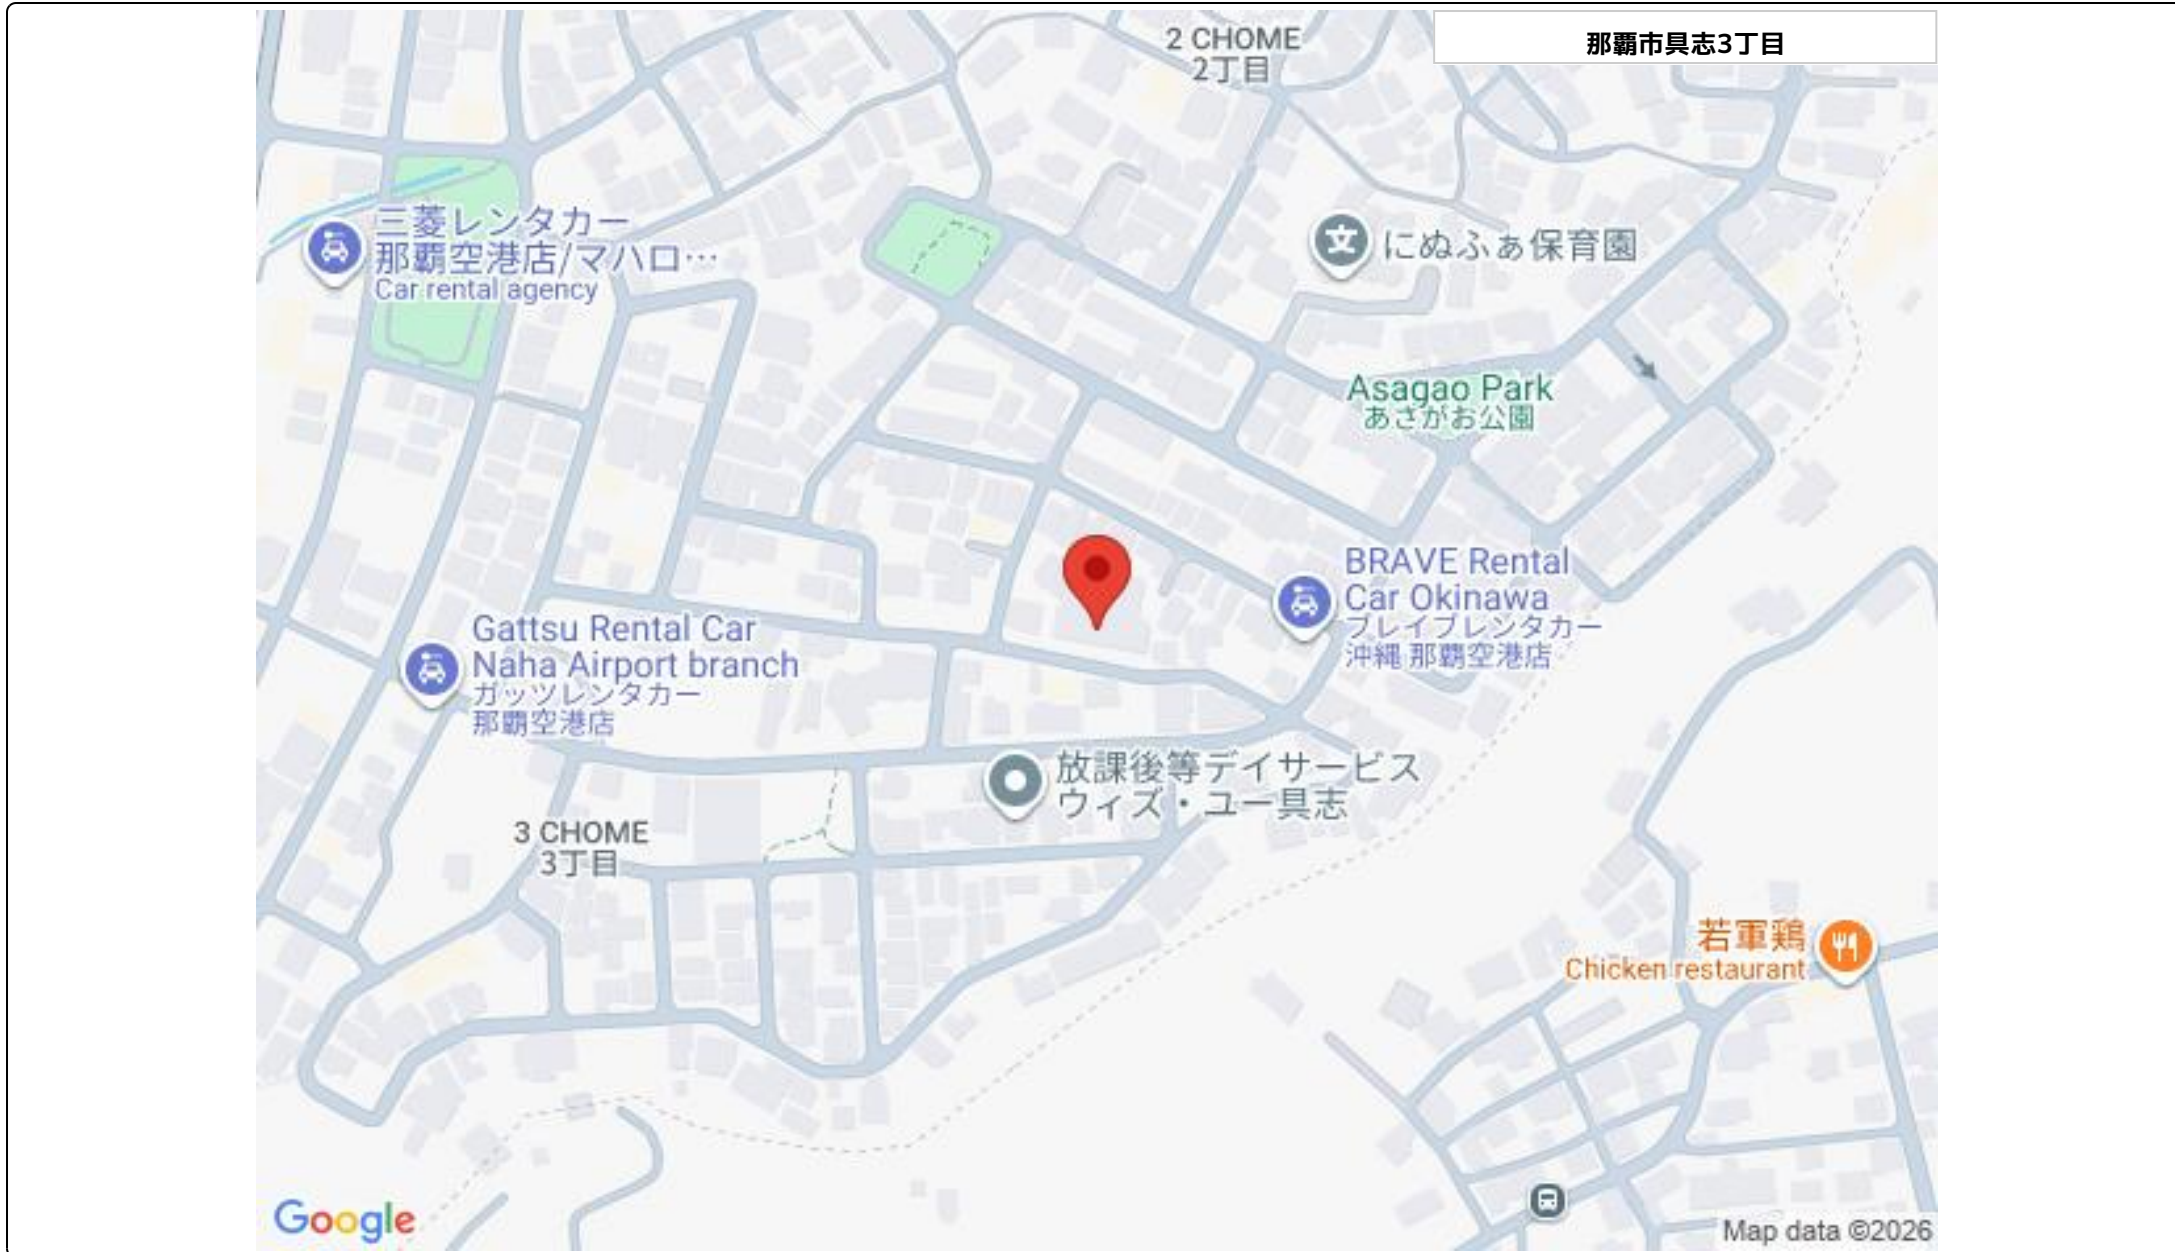 2 CHOME
2丁目
那覇市具志3丁目
三菱レンタカー
那覇空港店/マハロ…
Car rental agency
にぬふぁ保育園
Asagao Park
あさがお公園
BRAVE Rental
Car Okinawa
ブレイブレンタカー
沖縄 那覇空港店
Gattsu Rental Car
Naha Airport branch
ガッツレンタカー
那覇空港店
放課後等デイサービス
ウィズ・ユー具志
3 CHOME
3丁目
若軍鶏
Chicken restaurant
Google
Map data ©2026